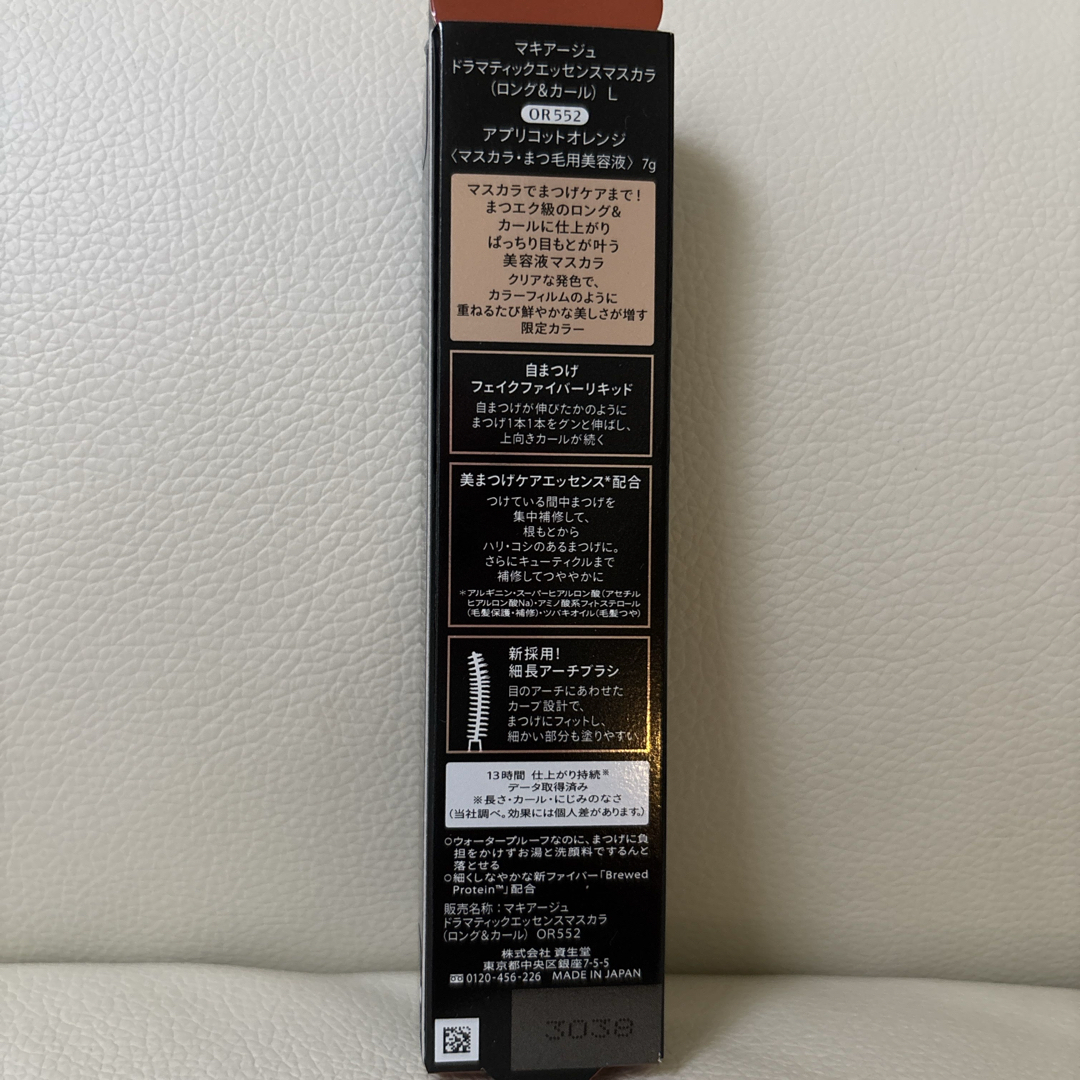 マキアージュ
ドラマティックエッセンスマスカラ
（ロング&カール） L
OR552
アプリコットオレンジ
〈マスカラ・まつ毛用美容液〉 7g
マスカラでまつげケアまで！
まつエク級のロング&
カールに仕上がり
ぱっちり目もとが叶う
美容液マスカラ
クリアな発色で、
カラーフィルムのように
重ねるたび鮮やかな美しさが増す
限定カラー
自まつげ
フェイクファイバーリキッド
自まつげが伸びたかのように
まつげ1本1本をグンと伸ばし、
上向きカールが続く
美まつげケアエッセンス*配合
つけている間中まつげを
集中補修して、
根もとから
ハリ・コシのあるまつげに。
さらにキューティクルまで
補修してつややかに
*アルギニン・スーパーヒアルロン酸（アセチル
ヒアルロン酸Na）・アミノ酸系フィトステロール
（毛髪保護・補修）・ツバキオイル（毛髪つや）
新採用！
細長アーチブラシ
目のアーチにあわせた
カーブ設計で、
まつげにフィットし、
細かい部分も塗りやすい
13時間 仕上がり持続※
データ取得済み
※長さ・カール・にじみのなさ
（当社調べ。効果には個人差があります。）
○ウォータープルーフなのに、まつげに負
担をかけずお湯と洗顔料でするんと
落とせる
○細くしなやかな新ファイバー「Brewed
Protein™」配合
販売名称：マキアージュ
ドラマティックエッセンスマスカラ
（ロング&カール） OR552
株式会社 資生堂
東京都中央区銀座7-5-5
0120-456-226 MADE IN JAPAN
3038